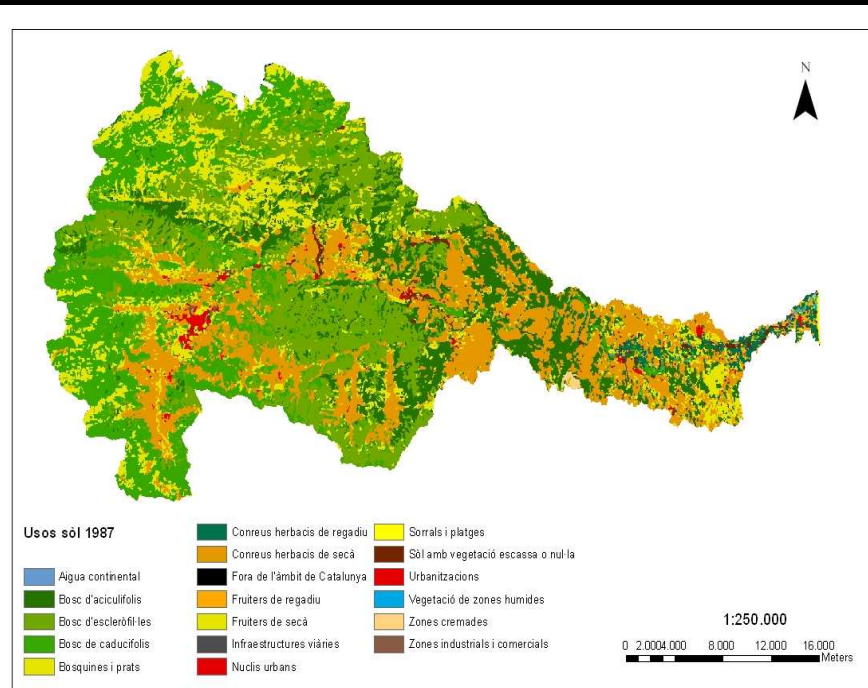 N
Usos sòl 1987
Aigua continental
Bosc d'aciculifolis
Bosc d'escleròfil·les
Bosc de caducifolis
Bosquines i prats
Conreus herbacis de regadiu
Conreus herbacis de secà
Fora de l'àmbit de Catalunya
Fruiters de regadiu
Fruiters de secà
Infraestructures viàries
Nuclis urbans
Sorrals i platges
Sòl amb vegetació escassa o nul·la
Urbanitzacions
Vegetació de zones humides
Zones cremades
Zones industrials i comercials
1:250.000
0 2.0004.000 8.000 12.000 16.000
Meters